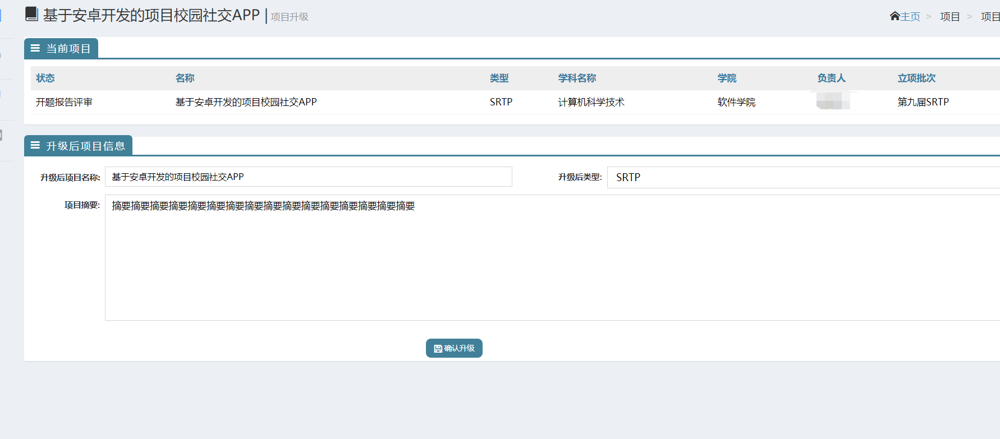 基于安卓开发的项目校园社交APP | 项目升级
主页 > 项目 > 项目
当前项目
状态 名称 类型 学科名称 学院 负责人 立项批次
开题报告评审 基于安卓开发的项目校园社交APP SRTP 计算机科学技术 软件学院 第九届SRTP
升级后项目信息
升级后项目名称: 基于安卓开发的项目校园社交APP 升级后类型: SRTP
项目摘要: 摘要摘要摘要摘要摘要摘要摘要摘要摘要摘要摘要摘要摘要摘要摘要摘要
确认升级